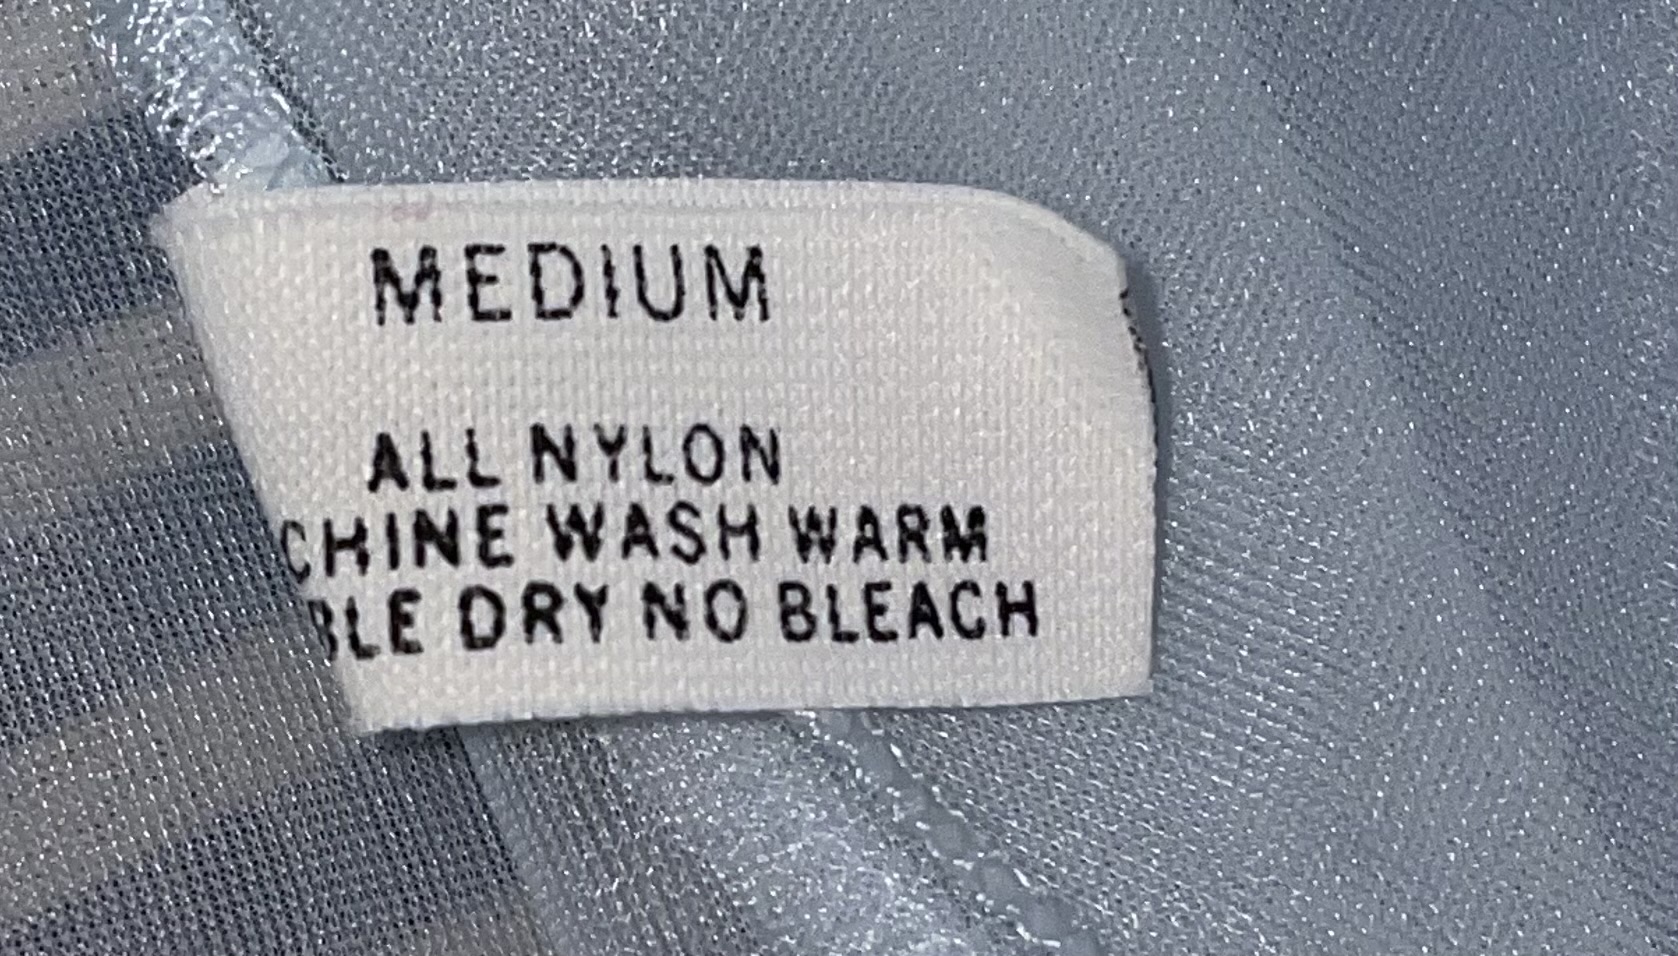 MEDIUM
ALL NYLON
CHINE WASH WARM
BLE DRY NO BLEACH